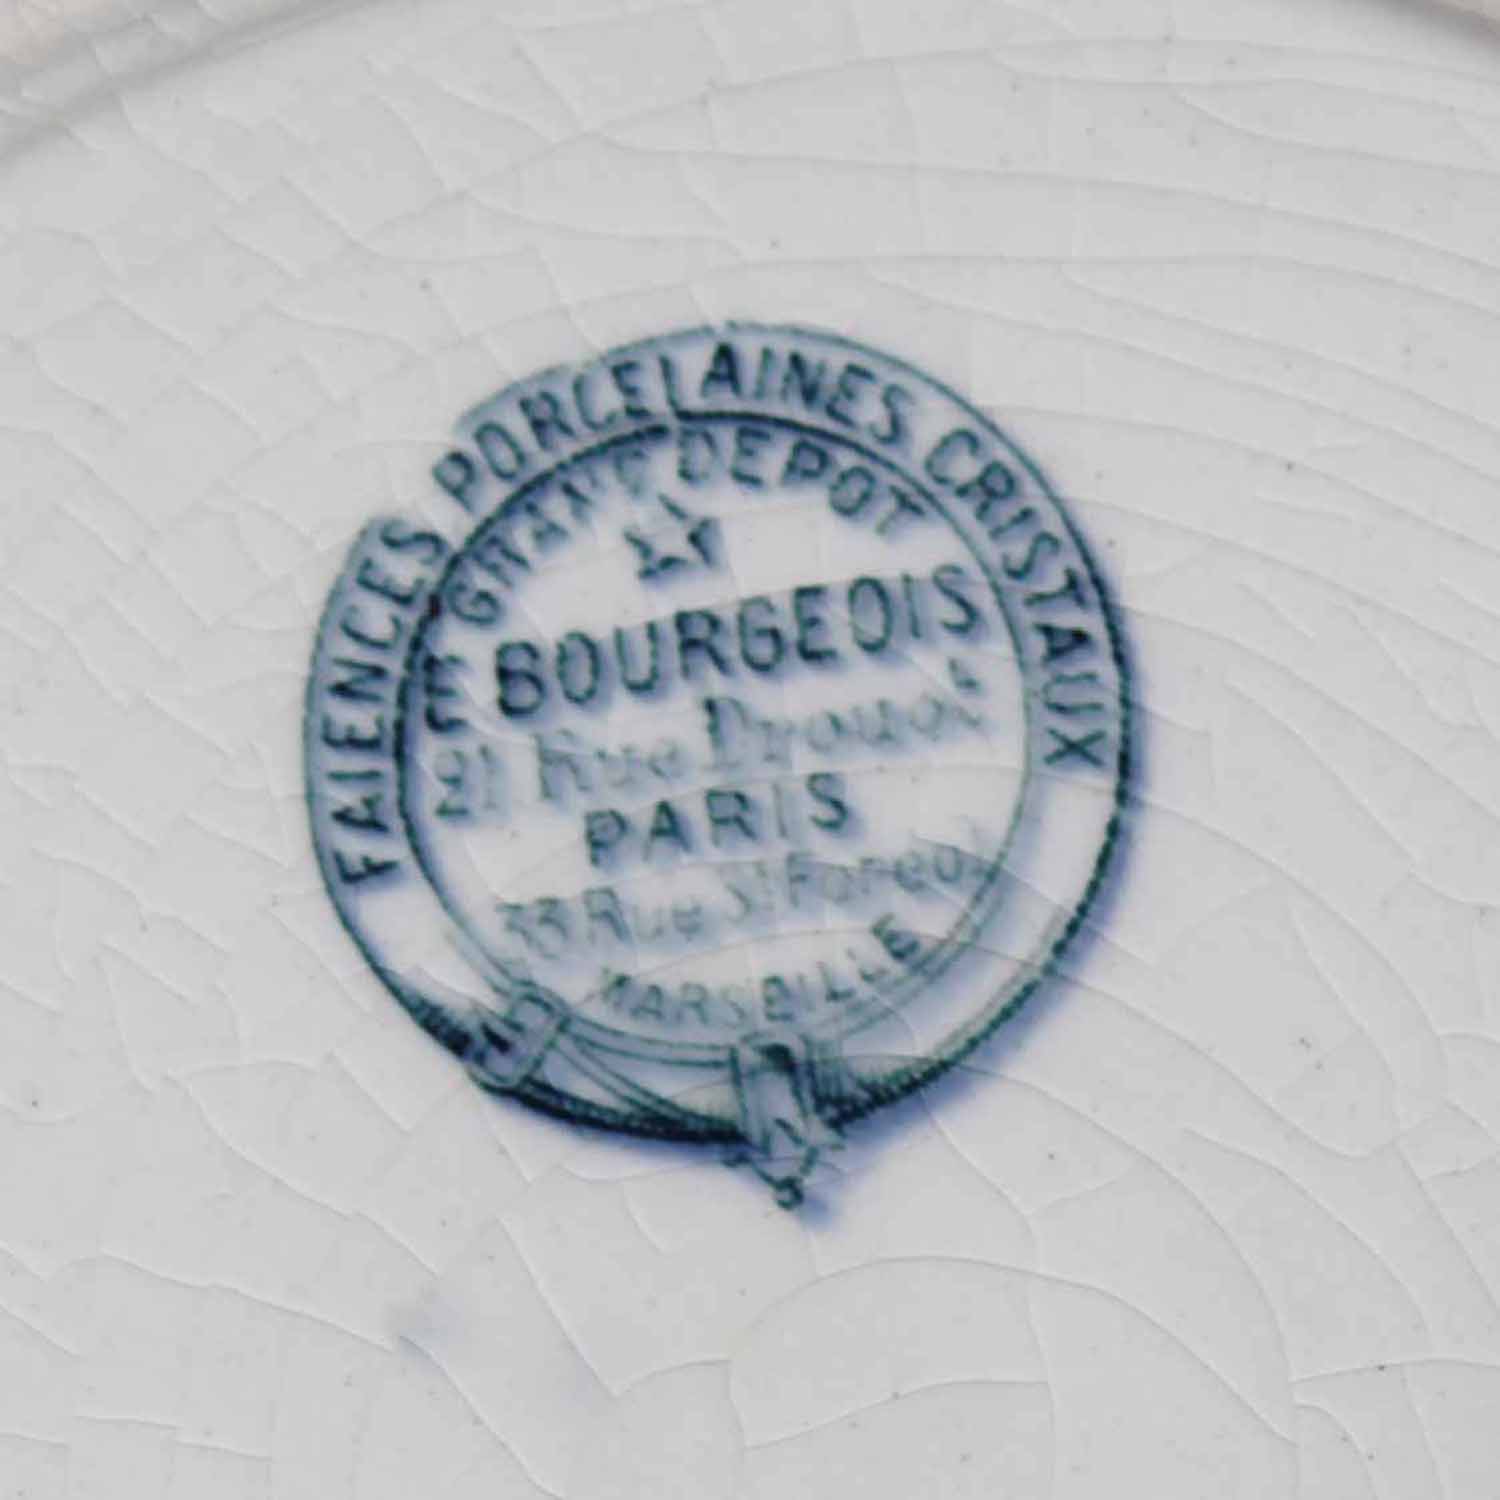 FAIENCES PORCELAINES CRISTAUX
GRAND DEPOT
E BOURGEOIS
21 Rue Drouot
PARIS
33 Rue St Ferréol
MARSEILLE